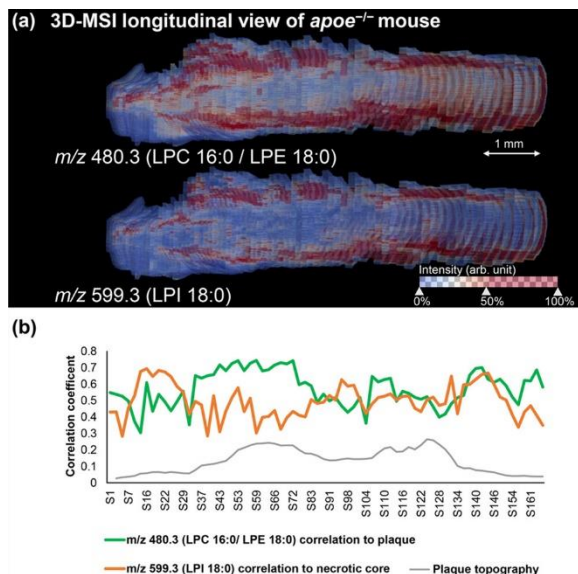 (a) 3D-MSI longitudinal view of apoe–/– mouse
m/z 480.3 (LPC 16:0 / LPE 18:0)
1 mm
m/z 599.3 (LPI 18:0)
Intensity (arb. unit)
0% 50% 100%
(b)
Correlation coefficent
0.8
0.7
0.6
0.5
0.4
0.3
0.2
0.1
0
S1 S7 S16 S22 S29 S37 S43 S53 S59 S66 S72 S83 S91 S98 S104 S110 S116 S122 S128 S134 S140 S146 S154 S161
m/z 480.3 (LPC 16:0/ LPE 18:0) correlation to plaque
m/z 599.3 (LPI 18:0) correlation to necrotic core
Plaque topography